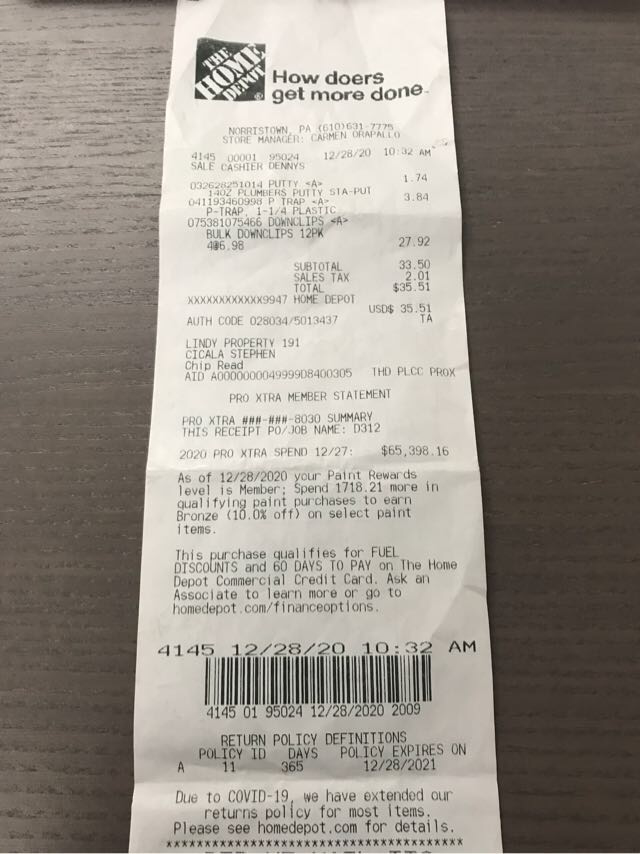 THE
HOME
DEPOT
How doers
get more done
NORRISTOWN, PA (610)631-7775
STORE MANAGER: CARMEN ORAPALLO
4145 00001 95024 12/28/20 10:32 AM
SALE CASHIER DENNYS
032628251014 PUTTY <A> 1.74
14OZ PLUMBERS PUTTY STA-PUT
041193460998 P TRAP <A> 3.84
P-TRAP, 1-1/4 PLASTIC
075381075466 DOWNCLIPS <A>
BULK DOWNCLIPS 12PK
4@6.98 27.92
SUBTOTAL 33.50
SALES TAX 2.01
TOTAL $35.51
XXXXXXXXXXXX9947 HOME DEPOT
USD$ 35.51
AUTH CODE 028034/5013437 TA
LINDY PROPERTY 191
CICALA STEPHEN
Chip Read
AID A0000000049999D8400305 THD PLCC PROX
PRO XTRA MEMBER STATEMENT
PRO XTRA ###-###-8030 SUMMARY
THIS RECEIPT PO/JOB NAME: D312
2020 PRO XTRA SPEND 12/27: $65,398.16
As of 12/28/2020 your Paint Rewards
level is Member; Spend 1718.21 more in
qualifying paint purchases to earn
Bronze (10.0% off) on select paint
items.
This purchase qualifies for FUEL
DISCOUNTS and 60 DAYS TO PAY on The Home
Depot Commercial Credit Card. Ask an
Associate to learn more or go to
homedepot.com/financeoptions.
4145 12/28/20 10:32 AM
4145 01 95024 12/28/2020 2009
RETURN POLICY DEFINITIONS
POLICY ID DAYS POLICY EXPIRES ON
A 11 365 12/28/2021
Due to COVID-19, we have extended our
returns policy for most items.
Please see homedepot.com for details.
****************************************